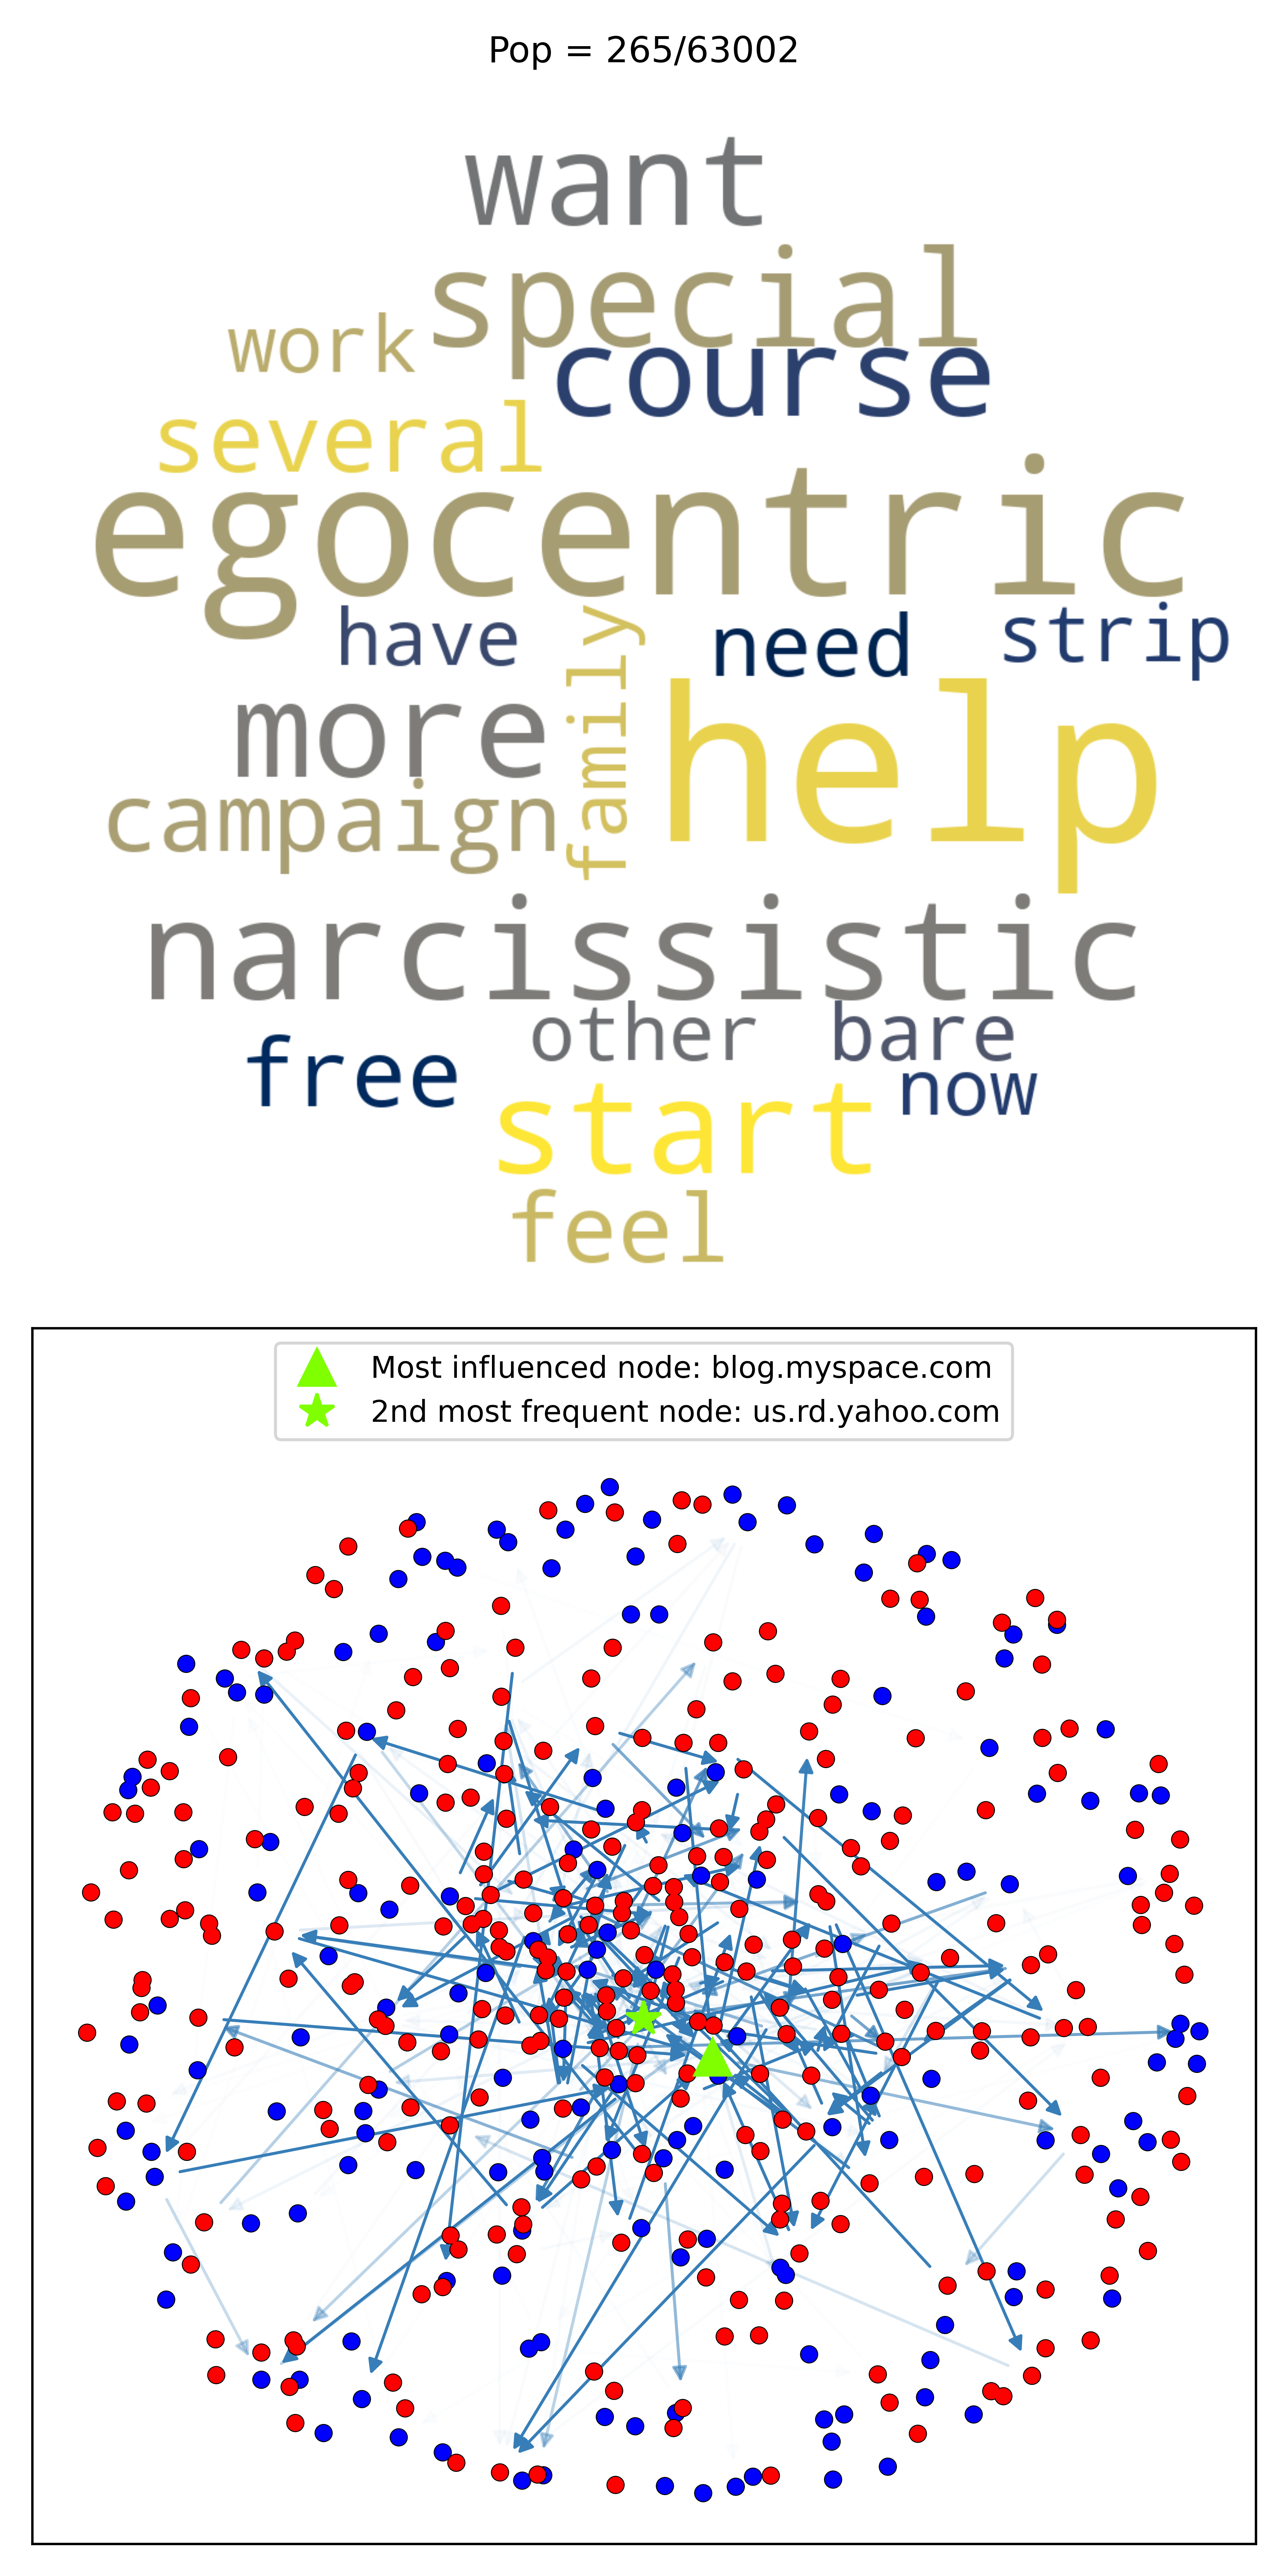 Pop = 265/63002
want
special
work
course
several
egocentric
have
family
need
strip
more
help
campaign
narcissistic
other
bare
free
now
start
feel
Most influenced node: blog.myspace.com
2nd most frequent node: us.rd.yahoo.com